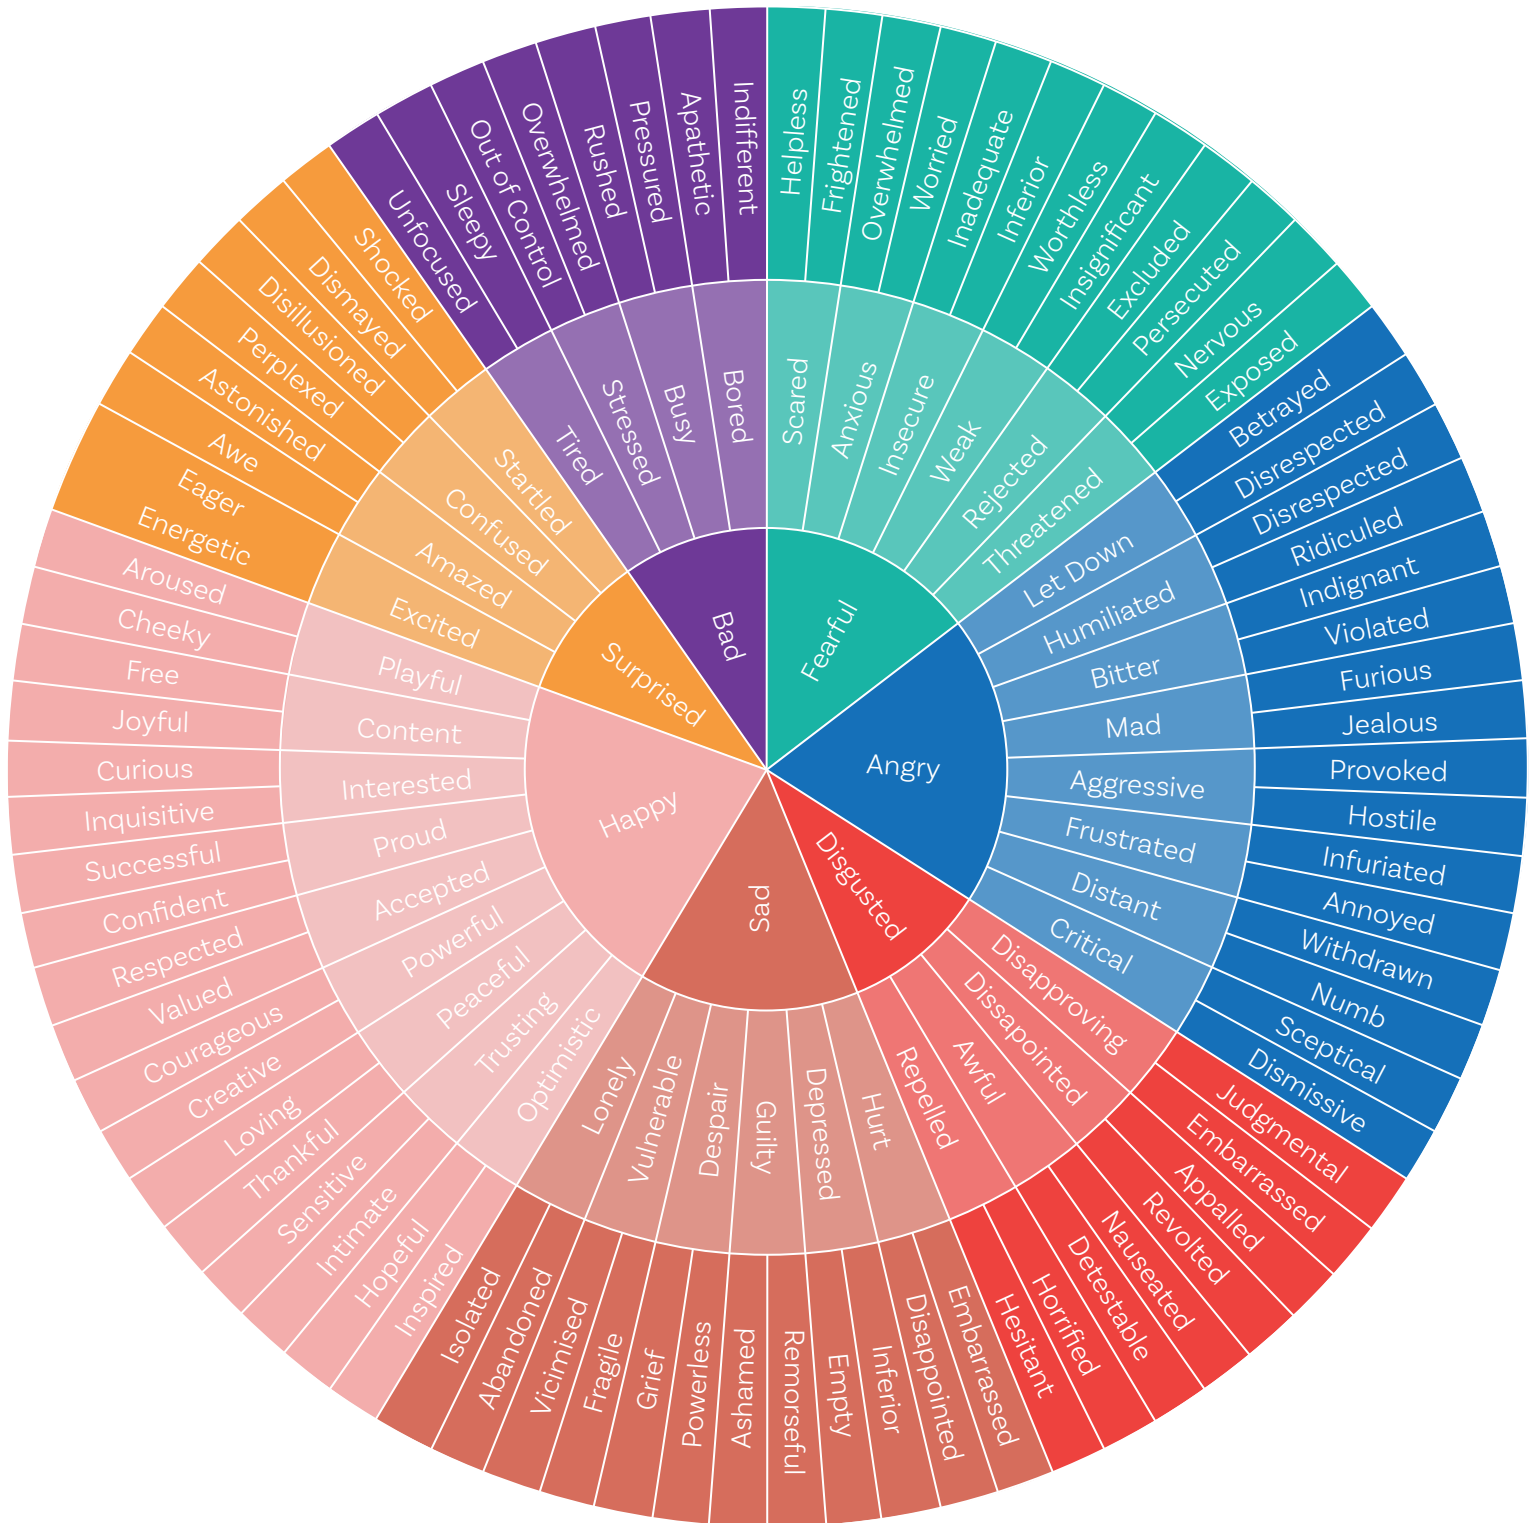 Fearful
Angry
Disgusted
Sad
Happy
Surprised
Bad
Scared
Anxious
Insecure
Weak
Rejected
Threatened
Let Down
Humiliated
Bitter
Mad
Aggressive
Frustrated
Distant
Critical
Disapproving
Dissapointed
Awful
Repelled
Hurt
Depressed
Guilty
Despair
Vulnerable
Lonely
Optimistic
Trusting
Peaceful
Powerful
Accepted
Proud
Interested
Content
Playful
Excited
Amazed
Confused
Startled
Tired
Stressed
Busy
Bored
Helpless
Frightened
Overwhelmed
Worried
Inadequate
Inferior
Worthless
Insignificant
Excluded
Persecuted
Nervous
Exposed
Betrayed
Disrespected
Disrespected
Ridiculed
Indignant
Violated
Furious
Jealous
Provoked
Hostile
Infuriated
Annoyed
Withdrawn
Numb
Sceptical
Dismissive
Judgmental
Embarrassed
Appalled
Revolted
Nauseated
Detestable
Horrified
Hesitant
Embarrassed
Disappointed
Inferior
Empty
Remorseful
Ashamed
Powerless
Grief
Fragile
Vicimised
Abandoned
Isolated
Inspired
Hopeful
Intimate
Sensitive
Thankful
Loving
Creative
Courageous
Valued
Respected
Confident
Successful
Inquisitive
Curious
Joyful
Free
Cheeky
Aroused
Energetic
Eager
Awe
Astonished
Perplexed
Disillusioned
Dismayed
Shocked
Unfocused
Sleepy
Out of Control
Overwhelmed
Rushed
Pressured
Apathetic
Indifferent